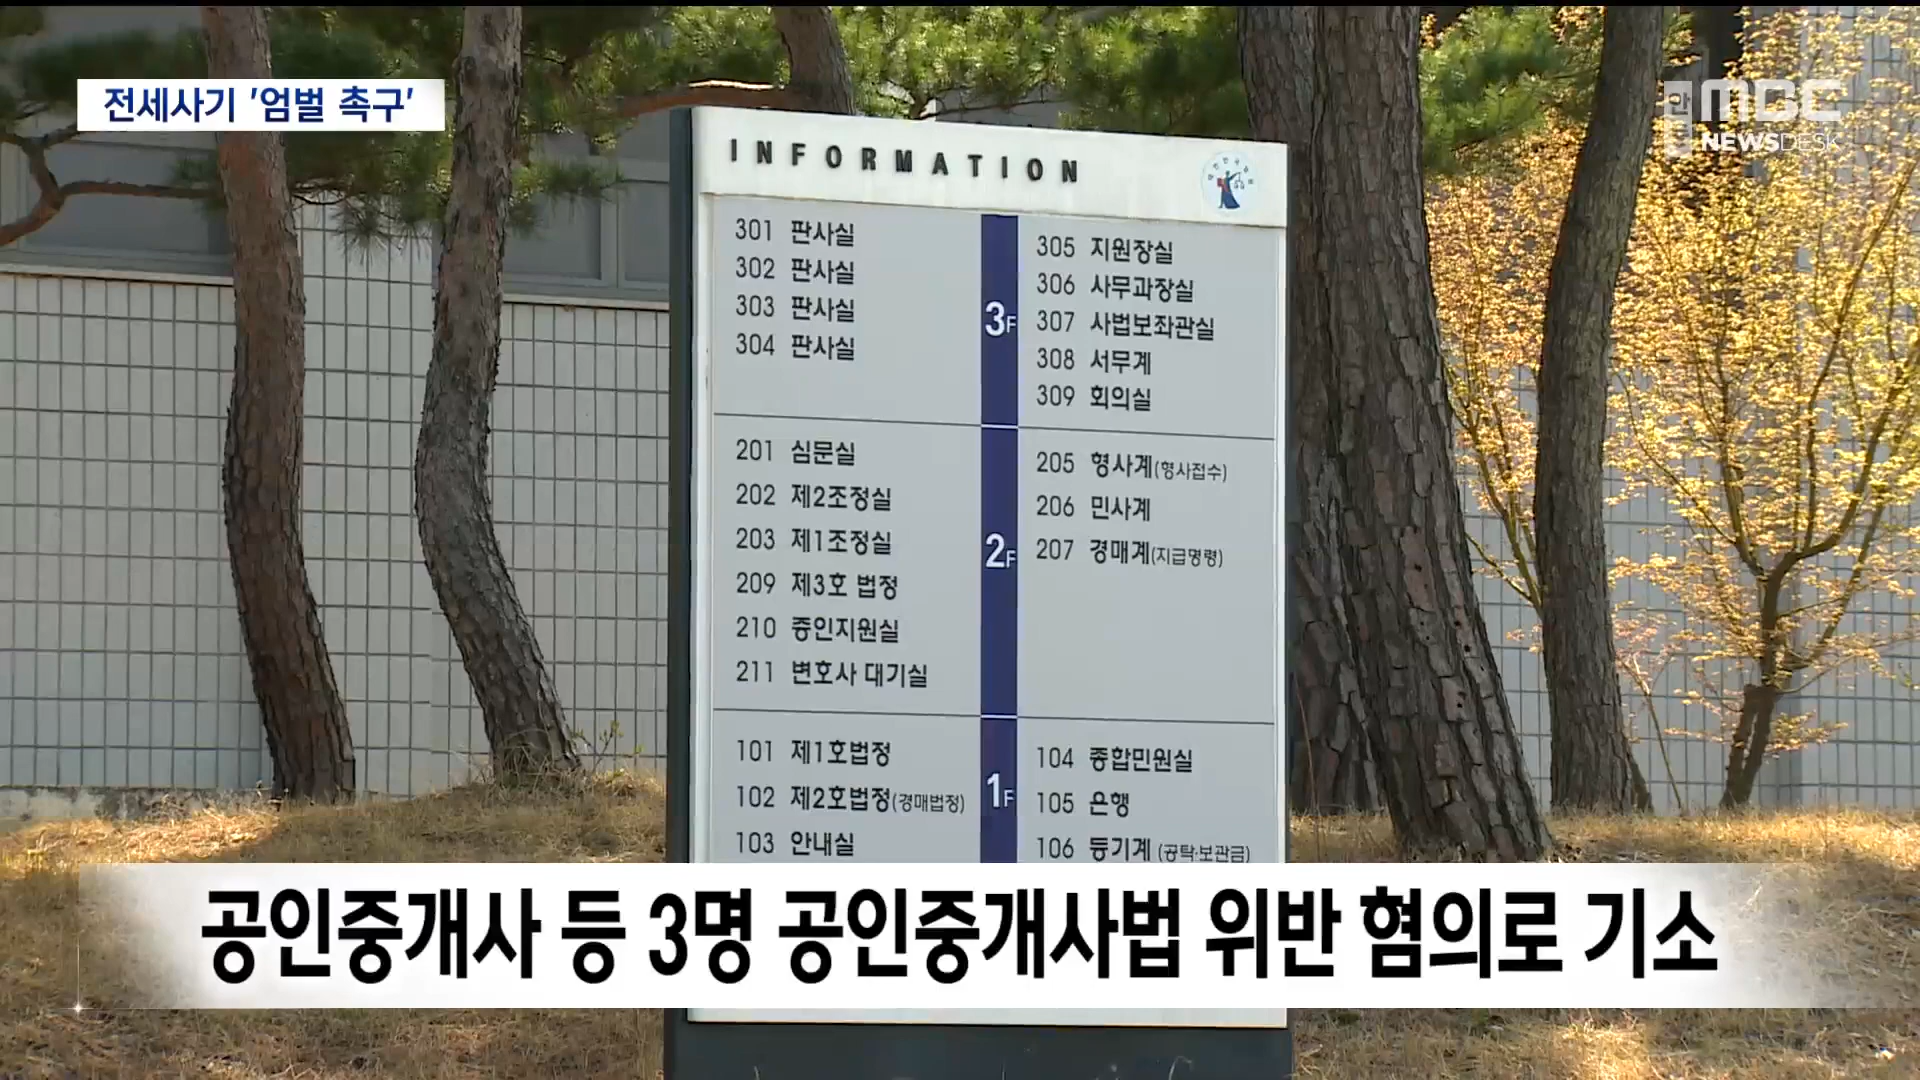 전세사기 '엄벌 촉구'
안동
MBC
NEWSDESK
INFORMATION
301 판사실
302 판사실
303 판사실
304 판사실
3F
305 지원장실
306 사무과장실
307 사법보좌관실
308 서무계
309 회의실
201 심문실
202 제2조정실
203 제1조정실
209 제3호 법정
210 증인지원실
211 변호사 대기실
2F
205 형사계(형사접수)
206 민사계
207 경매계(지급명령)
101 제1호법정
102 제2호법정(경매법정)
103 안내실
1F
104 종합민원실
105 은행
106 등기계 (공탁·보관금)
공인중개사 등 3명 공인중개사법 위반 혐의로 기소